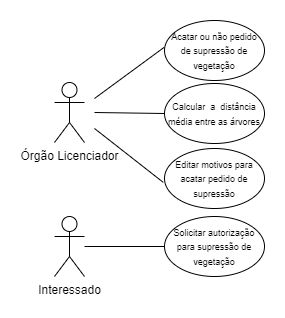 Acatar ou não pedido
de supressão de
vegetação
Calcular a distância
média entre as árvores
Órgão Licenciador
Editar motivos para
acatar pedido de
supressão
Solicitar autorização
para supressão de
vegetação
Interessado